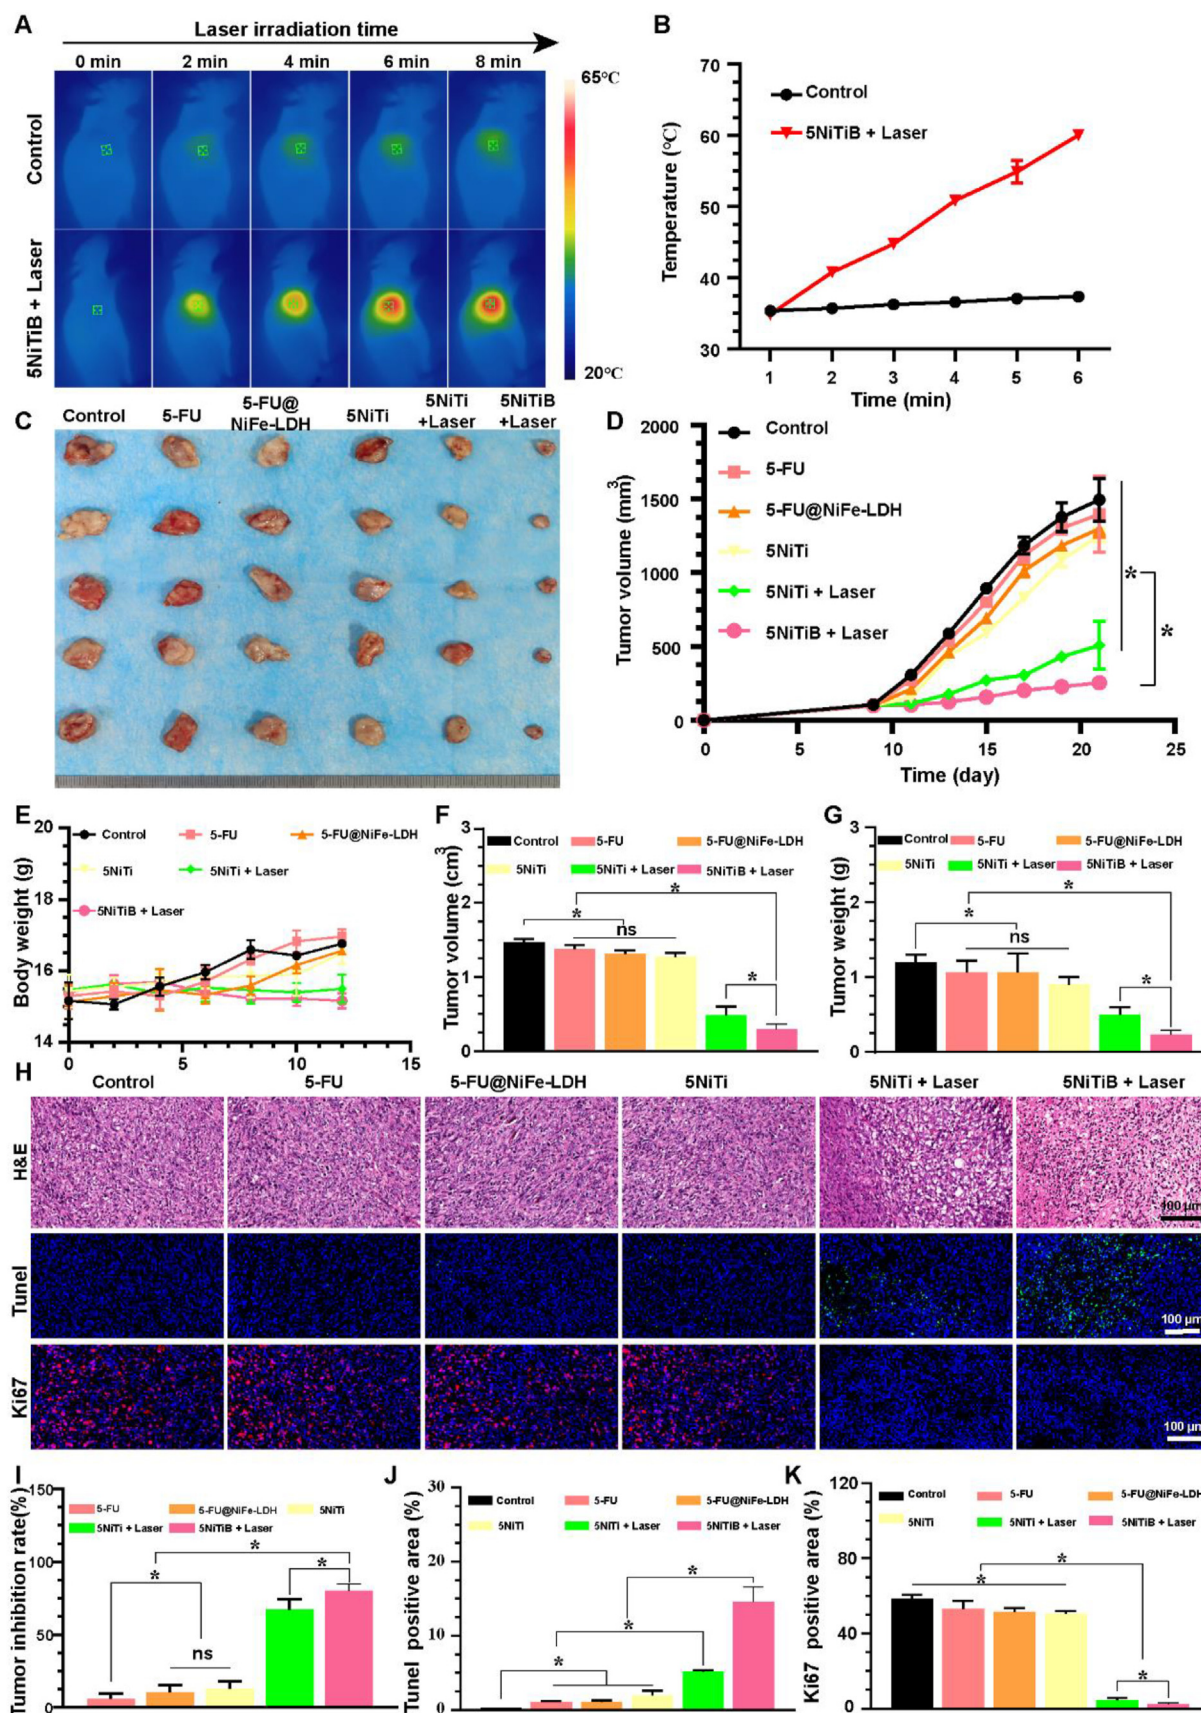 A
Laser irradiation time
0 min 2 min 4 min 6 min 8 min
Control
5NiTiB + Laser
65°C
20°C
B
Temperature (°C)
70
60
50
40
30
Control
5NiTiB + Laser
1 2 3 4 5 6
Time (min)
C
Control 5-FU 5-FU@ NiFe-LDH 5NiTi 5NiTi +Laser 5NiTiB +Laser
D
Tumor volume (mm3
2000
1500
1000
500
0
Control
5-FU
5-FU@NiFe-LDH
5NiTi
5NiTi + Laser
5NiTiB + Laser
*
*
0 5 10 15 20 25
Time (day)
E
Body weight (g)
20
18
16
14
Control 5-FU 5-FU@NiFe-LDH
5NiTi 5NiTi + Laser
5NiTiB + Laser
0 5 10 15
F
Tumor volume (cm3
3
2
1
0
Control 5-FU 5-FU@NiFe-LDH
5NiTi 5NiTi + Laser 5NiTiB + Laser
*
*
ns
*
G
Tumor weight (g)
3
2
1
0
Control 5-FU 5-FU@NiFe-LDH
5NiTi 5NiTi + Laser 5NiTiB + Laser
*
*
ns
*
H
Control 5-FU 5-FU@NiFe-LDH 5NiTi 5NiTi + Laser 5NiTiB + Laser
H&E
100 µm
Tunel
100 µm
Ki67
100 µm
I
Tumor inhibition rate(%)
150
100
50
0
5-FU 5-FU@NiFe-LDH 5NiTi
5NiTi + Laser 5NiTiB + Laser
*
*
*
ns
J
Tunel positive area (%)
30
15
0
Control 5-FU 5-FU@NiFe-LDH
5NiTi 5NiTi + Laser 5NiTiB + Laser
*
*
*
K
Ki67 positive area (%)
120
90
60
30
0
Control 5-FU 5-FU@NiFe-LDH
5NiTi 5NiTi + Laser 5NiTiB + Laser
*
*
*